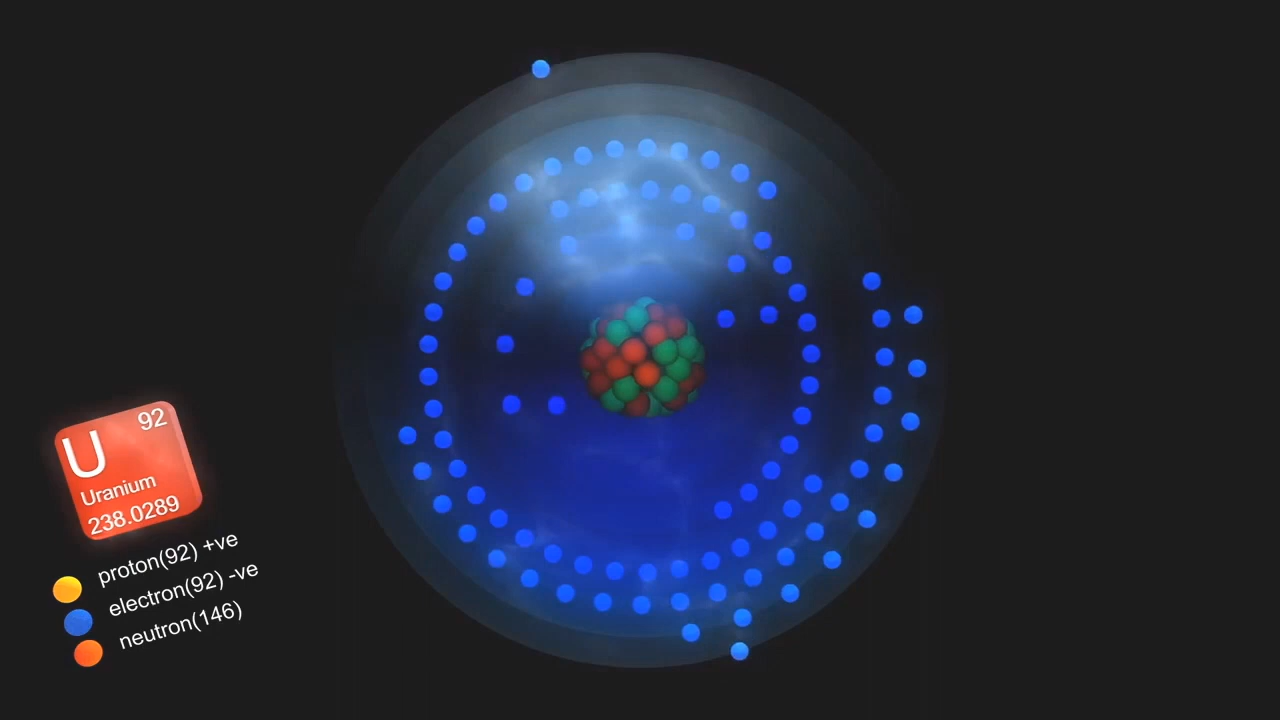 92
U
Uranium
238.0289
proton(92) +ve
electron(92) -ve
neutron(146)